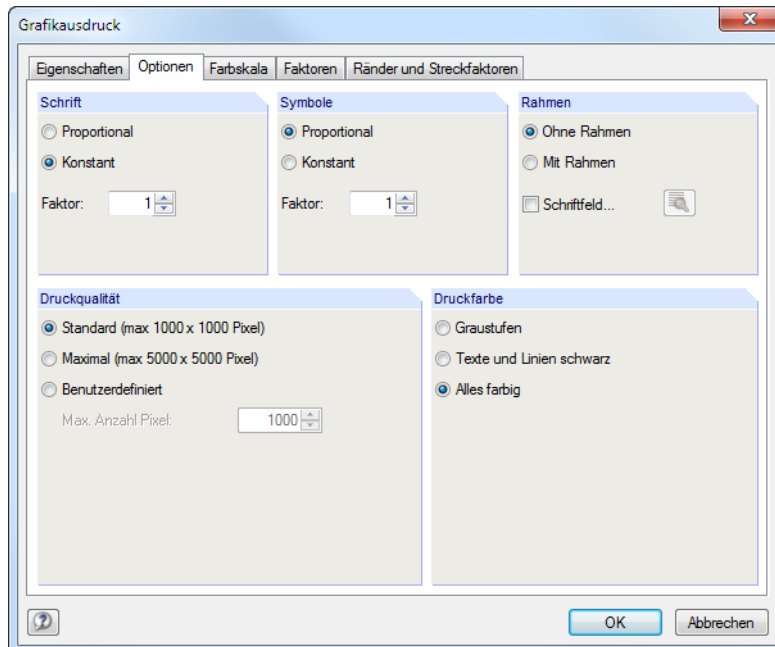 Grafikausdruck
Eigenschaften Optionen Farbskala Faktoren Ränder und Streckfaktoren
Schrift
Proportional
Konstant
Faktor: 1
Symbole
Proportional
Konstant
Faktor: 1
Rahmen
Ohne Rahmen
Mit Rahmen
Schriftfeld...
Druckqualität
Standard (max 1000 x 1000 Pixel)
Maximal (max 5000 x 5000 Pixel)
Benutzerdefiniert
Max. Anzahl Pixel: 1000
Druckfarbe
Graustufen
Texte und Linien schwarz
Alles farbig
OK Abbrechen